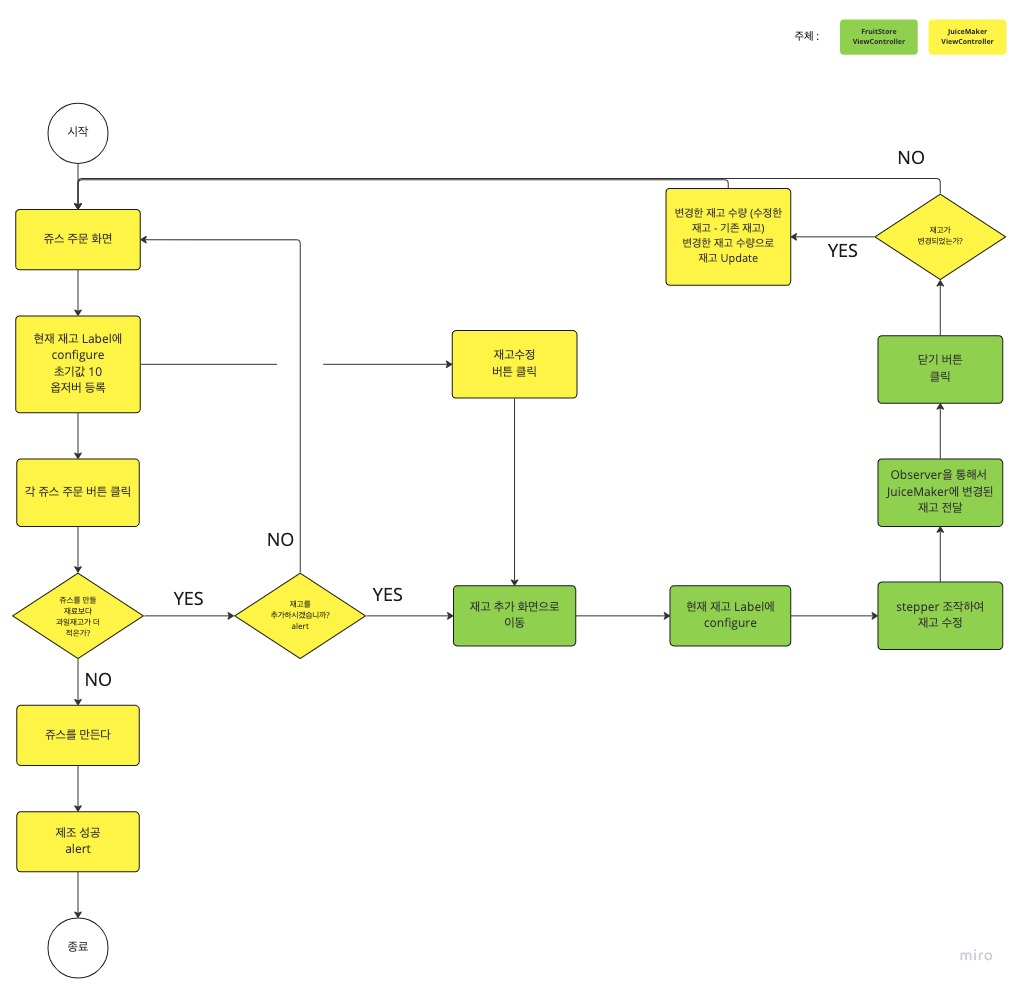 주체 :
FruitStore
ViewController
JuiceMaker
ViewController
시작
NO
쥬스 주문 화면
변경한 재고 수량 (수정한
재고 - 기존 재고)
변경한 재고 수량으로
재고 Update
YES
재고가
변경되었는가?
현재 재고 Label에
configure
초기값 10
옵저버 등록
재고수정
버튼 클릭
닫기 버튼
클릭
각 쥬스 주문 버튼 클릭
Observer을 통해서
JuiceMaker에 변경된
재고 전달
NO
쥬스를 만들
재료보다
과일재고가 더
적은가?
YES
재고를
추가하시겠습니까?
alert
YES
재고 추가 화면으로
이동
현재 재고 Label에
configure
stepper 조작하여
재고 수정
NO
쥬스를 만든다
제조 성공
alert
종료
miro